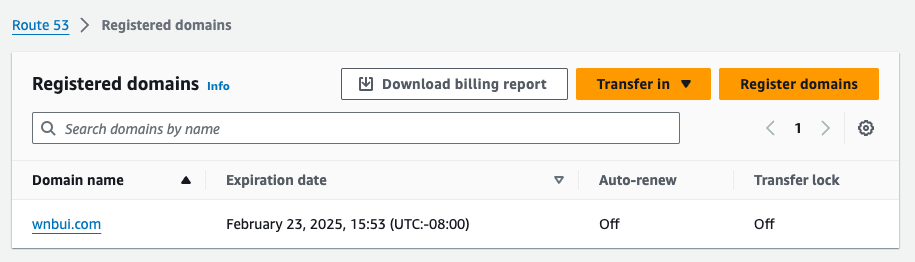 Route 53 > Registered domains
Registered domains Info Download billing report Transfer in Register domains
Search domains by name 1
Domain name Expiration date Auto-renew Transfer lock
wnbui.com February 23, 2025, 15:53 (UTC:-08:00) Off Off